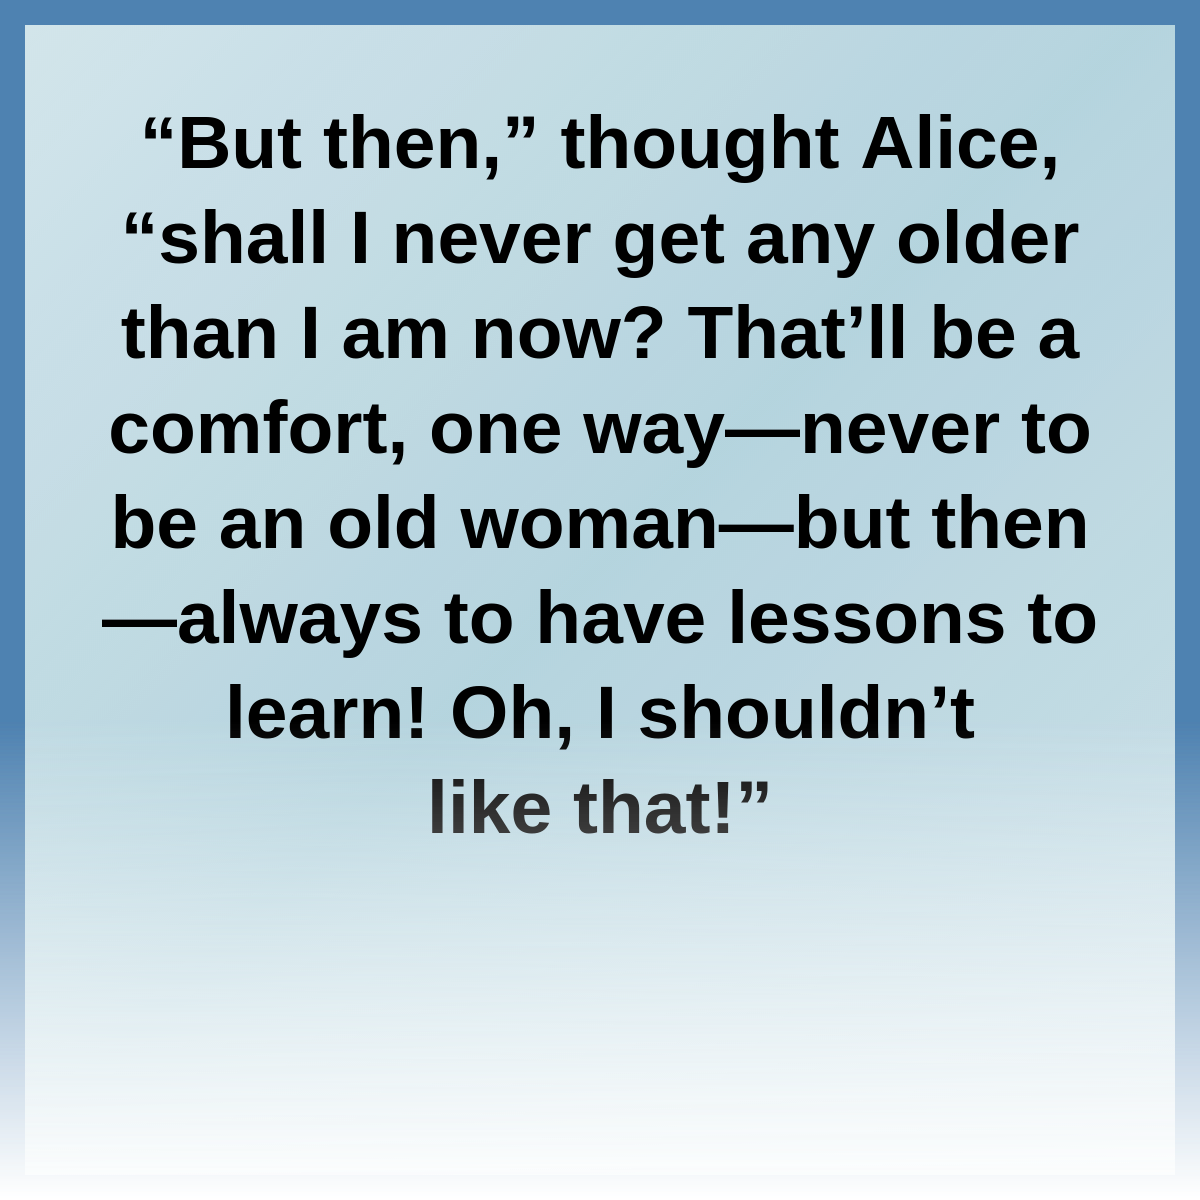 “But then,” thought Alice,
“shall I never get any older
than I am now? That’ll be a
comfort, one way—never to
be an old woman—but then
—always to have lessons to
learn! Oh, I shouldn’t
like that!”